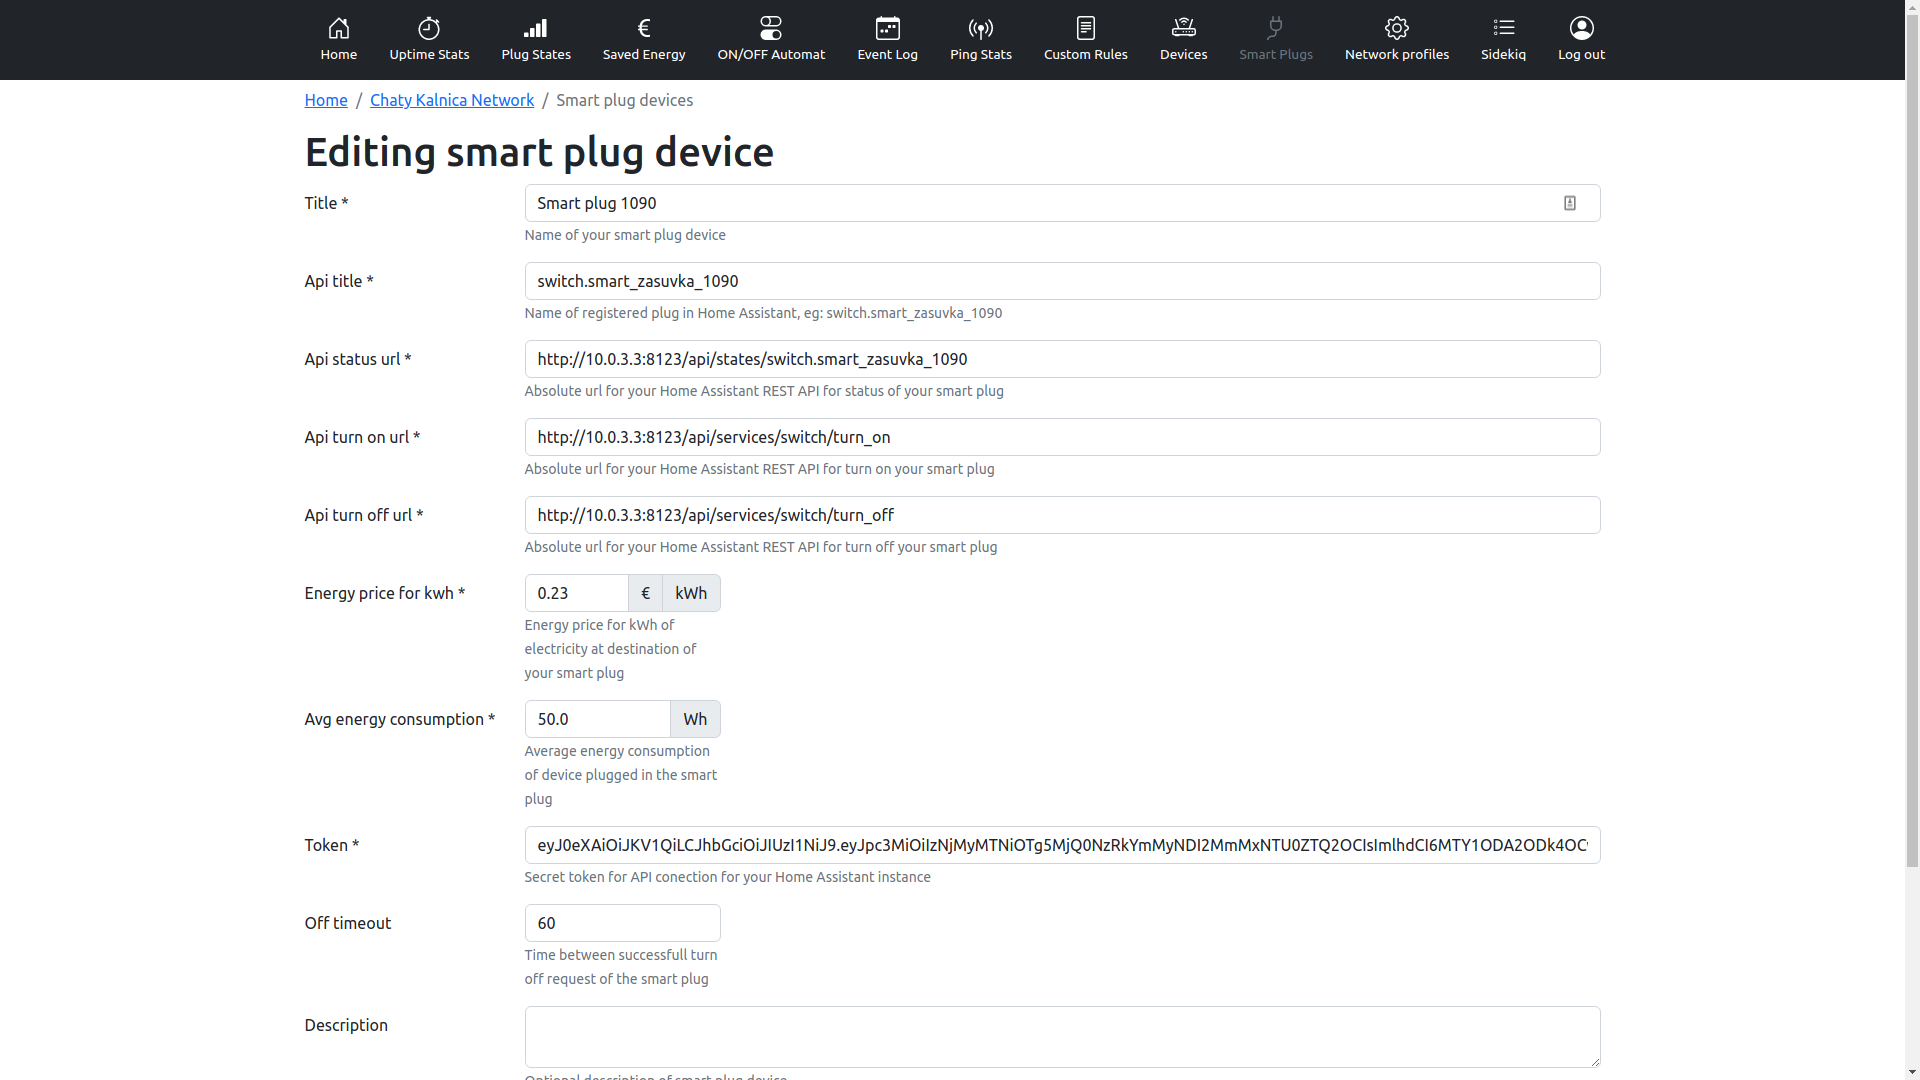 Home
Uptime Stats
Plug States
€
Saved Energy
ON/OFF Automat
Event Log
Ping Stats
Custom Rules
Devices
Smart Plugs
Network profiles
Sidekiq
Log out
Home / Chaty Kalnica Network / Smart plug devices
Editing smart plug device
Title * Smart plug 1090
Name of your smart plug device
Api title * switch.smart_zasuvka_1090
Name of registered plug in Home Assistant, eg: switch.smart_zasuvka_1090
Api status url * http://10.0.3.3:8123/api/states/switch.smart_zasuvka_1090
Absolute url for your Home Assistant REST API for status of your smart plug
Api turn on url * http://10.0.3.3:8123/api/services/switch/turn_on
Absolute url for your Home Assistant REST API for turn on your smart plug
Api turn off url * http://10.0.3.3:8123/api/services/switch/turn_off
Absolute url for your Home Assistant REST API for turn off your smart plug
Energy price for kwh * 0.23 € kWh
Energy price for kWh of
electricity at destination of
your smart plug
Avg energy consumption * 50.0 Wh
Average energy consumption
of device plugged in the smart
plug
Token * eyJ0eXAiOiJKV1QiLCJhbGciOiJIUzI1NiJ9.eyJpc3MiOiIzNjMyMTNiOTg5MjQ0NzRkYmMyNDI2MmMxNTU0ZTQ2OCIsImlhdCI6MTY1ODA2ODk4OC
Secret token for API conection for your Home Assistant instance
Off timeout 60
Time between successfull turn
off request of the smart plug
Description
Optional description of smart plug device